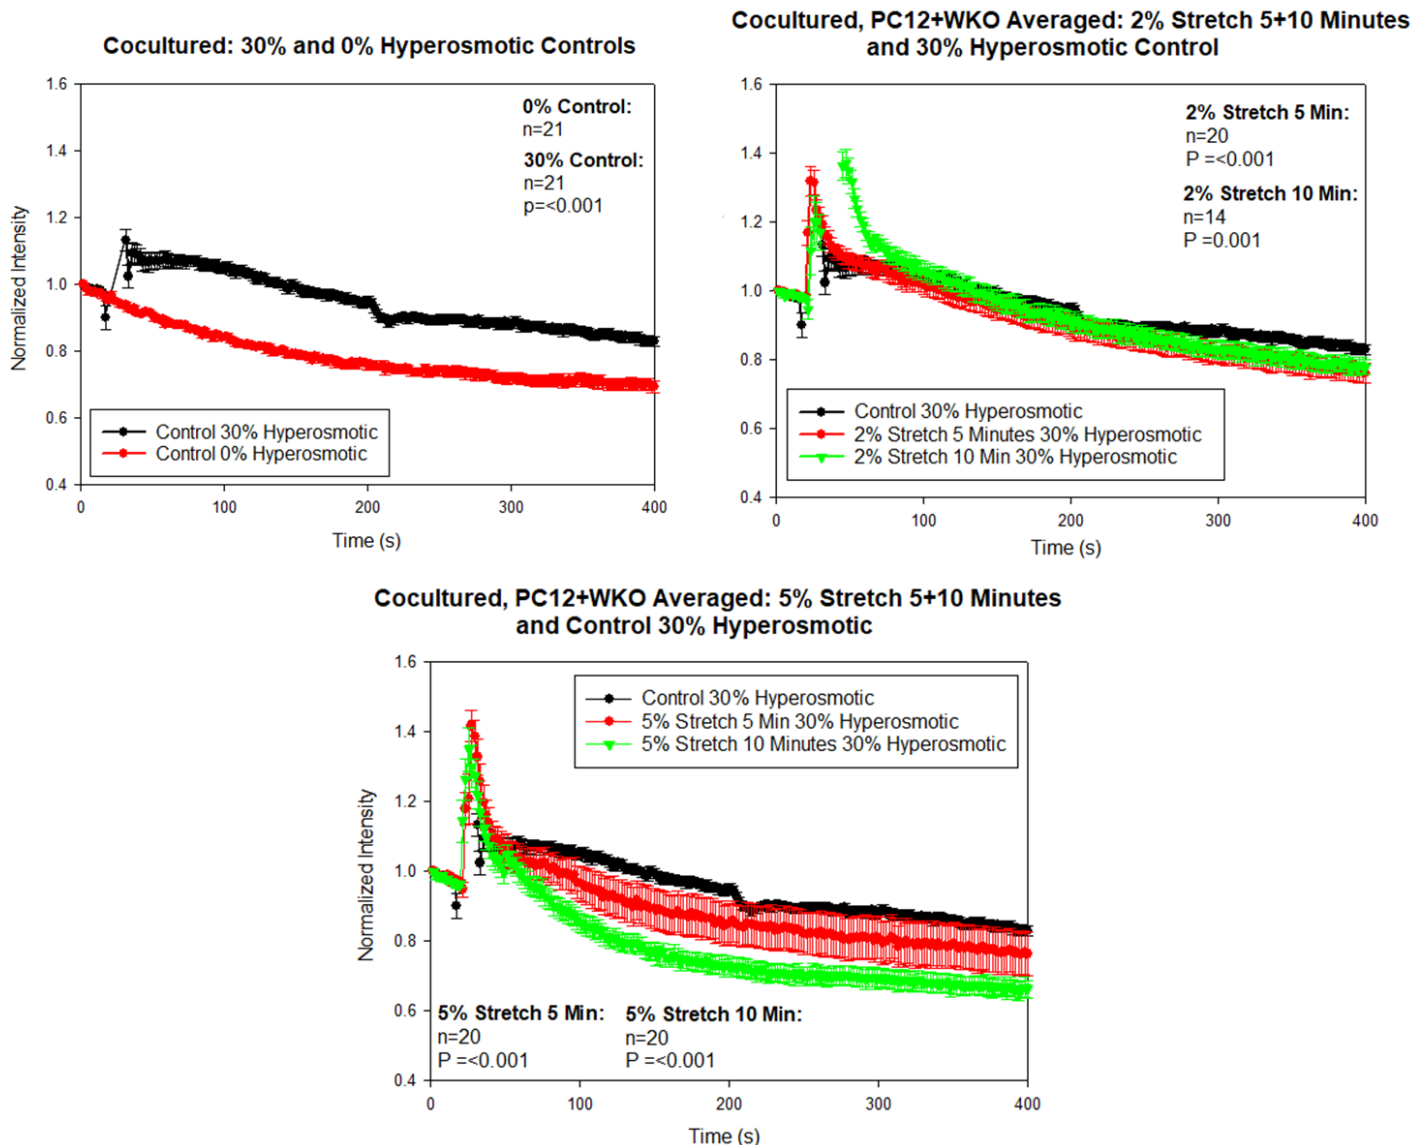 Cocultured: 30% and 0% Hyperosmotic Controls
1.6
1.4
1.2
1.0
0.8
0.6
0.4
Normalized Intensity
0% Control:
n=21
30% Control:
n=21
p=<0.001
Control 30% Hyperosmotic
Control 0% Hyperosmotic
0 100 200 300 400
Time (s)
Cocultured, PC12+WKO Averaged: 2% Stretch 5+10 Minutes
and 30% Hyperosmotic Control
1.6
1.4
1.2
1.0
0.8
0.6
0.4
2% Stretch 5 Min:
n=20
P =<0.001
2% Stretch 10 Min:
n=14
P =0.001
Control 30% Hyperosmotic
2% Stretch 5 Minutes 30% Hyperosmotic
2% Stretch 10 Min 30% Hyperosmotic
0 100 200 300 400
Time (s)
Cocultured, PC12+WKO Averaged: 5% Stretch 5+10 Minutes
and Control 30% Hyperosmotic
1.6
1.4
1.2
1.0
0.8
0.6
0.4
Normalized Intensity
Control 30% Hyperosmotic
5% Stretch 5 Min 30% Hyperosmotic
5% Stretch 10 Minutes 30% Hyperosmotic
5% Stretch 5 Min:
n=20
P =<0.001
5% Stretch 10 Min:
n=20
P =<0.001
0 100 200 300 400
Time (s)